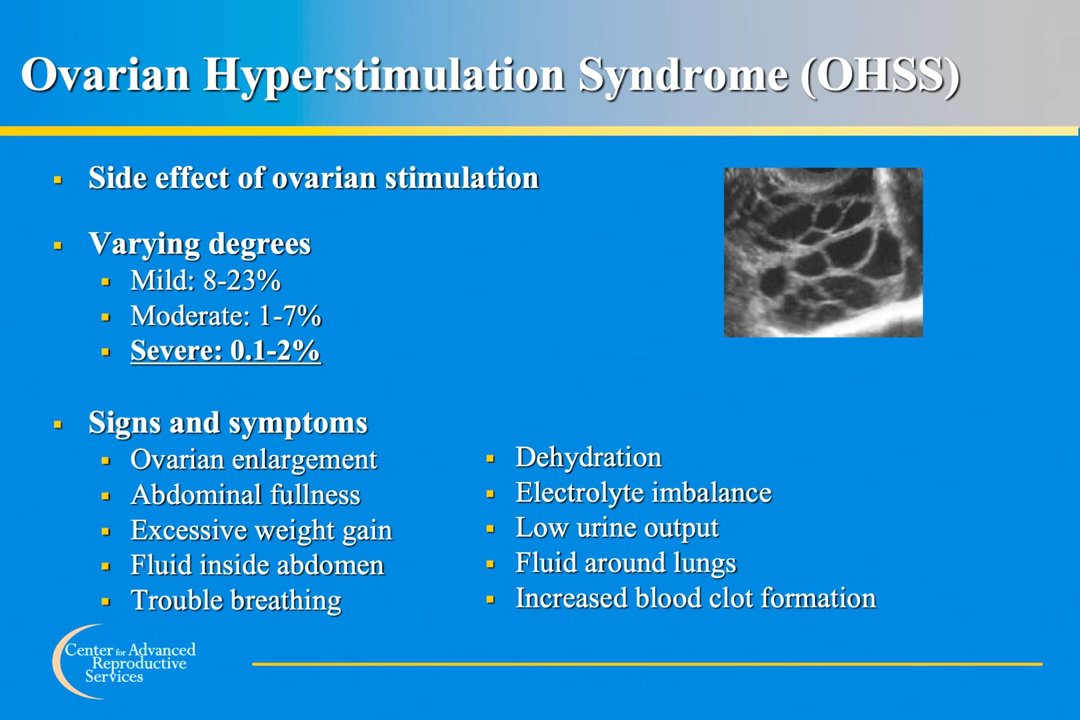 Ovarian Hyperstimulation Syndrome (OHSS)
Side effect of ovarian stimulation
Varying degrees
Mild: 8-23%
Moderate: 1-7%
Severe: 0.1-2%
Signs and symptoms
Ovarian enlargement
Abdominal fullness
Excessive weight gain
Fluid inside abdomen
Trouble breathing
Dehydration
Electrolyte imbalance
Low urine output
Fluid around lungs
Increased blood clot formation
Center for Advanced
Reproductive
Services